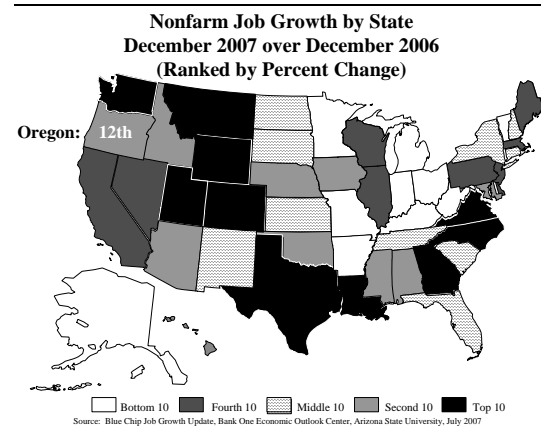 Nonfarm Job Growth by State
December 2007 over December 2006
(Ranked by Percent Change)
Oregon: 12th
Bottom 10 Fourth 10 Middle 10 Second 10 Top 10
Source: Blue Chip Job Growth Update, Bank One Economic Outlook Center, Arizona State University, July 2007